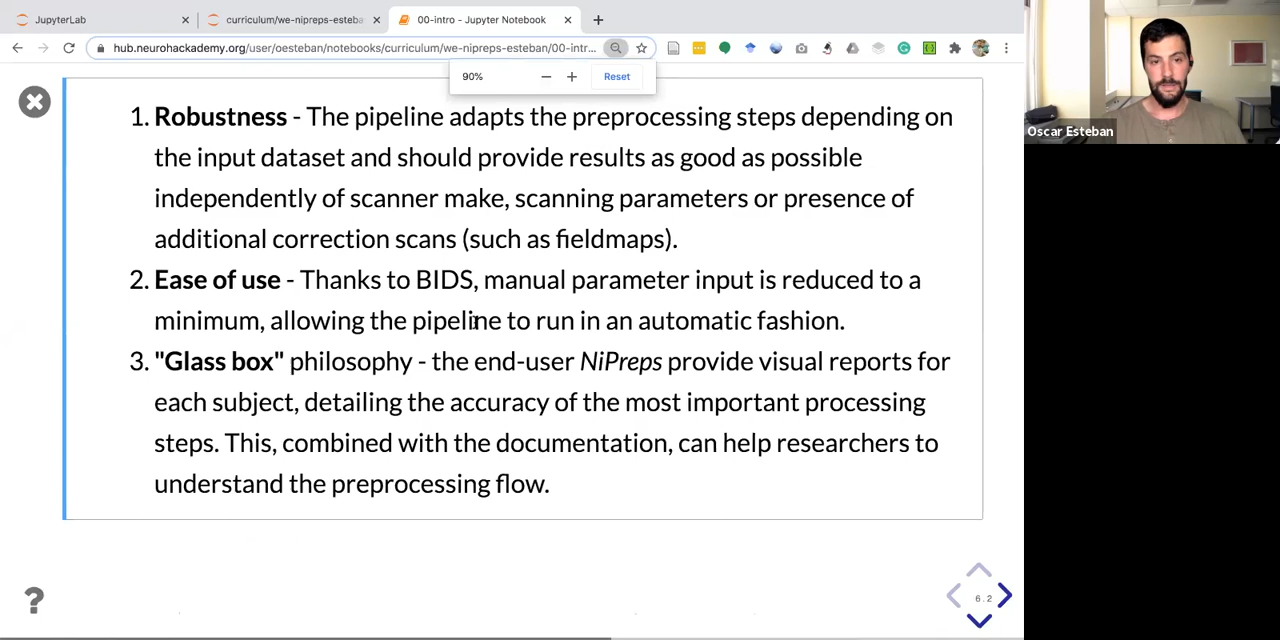 JupyterLab
curriculum/we-nipreps-esteba
00-intro - Jupyter Notebook
hub.neurohackademy.org/user/oesteban/notebooks/curriculum/we-nipreps-esteban/00-intr...
90%
Reset
Oscar Esteban
1. Robustness - The pipeline adapts the preprocessing steps depending on
the input dataset and should provide results as good as possible
independently of scanner make, scanning parameters or presence of
additional correction scans (such as fieldmaps).
2. Ease of use - Thanks to BIDS, manual parameter input is reduced to a
minimum, allowing the pipeline to run in an automatic fashion.
3. "Glass box" philosophy - the end-user NiPreps provide visual reports for
each subject, detailing the accuracy of the most important processing
steps. This, combined with the documentation, can help researchers to
understand the preprocessing flow.
?
6.2